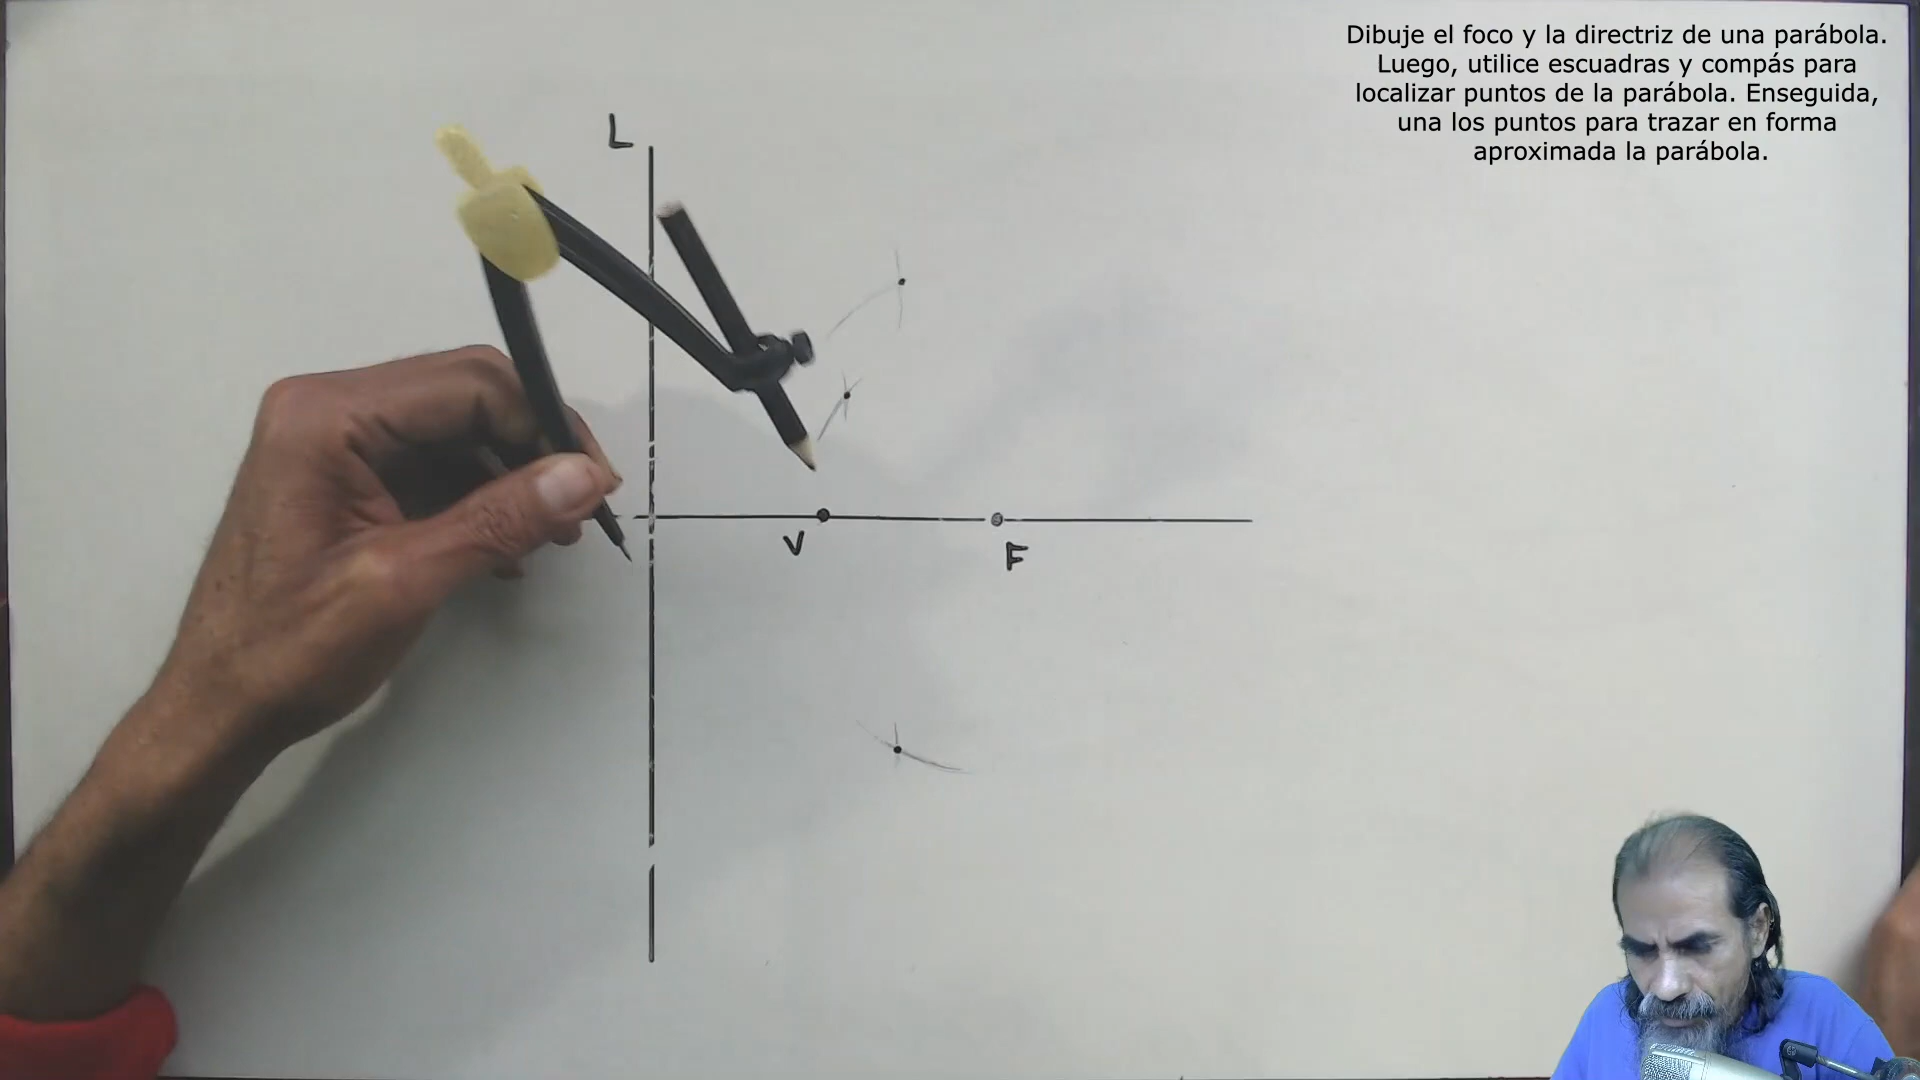 Dibuje el foco y la directriz de una parábola.
Luego, utilice escuadras y compás para
localizar puntos de la parábola. Enseguida,
una los puntos para trazar en forma
aproximada la parábola.
L
V
F